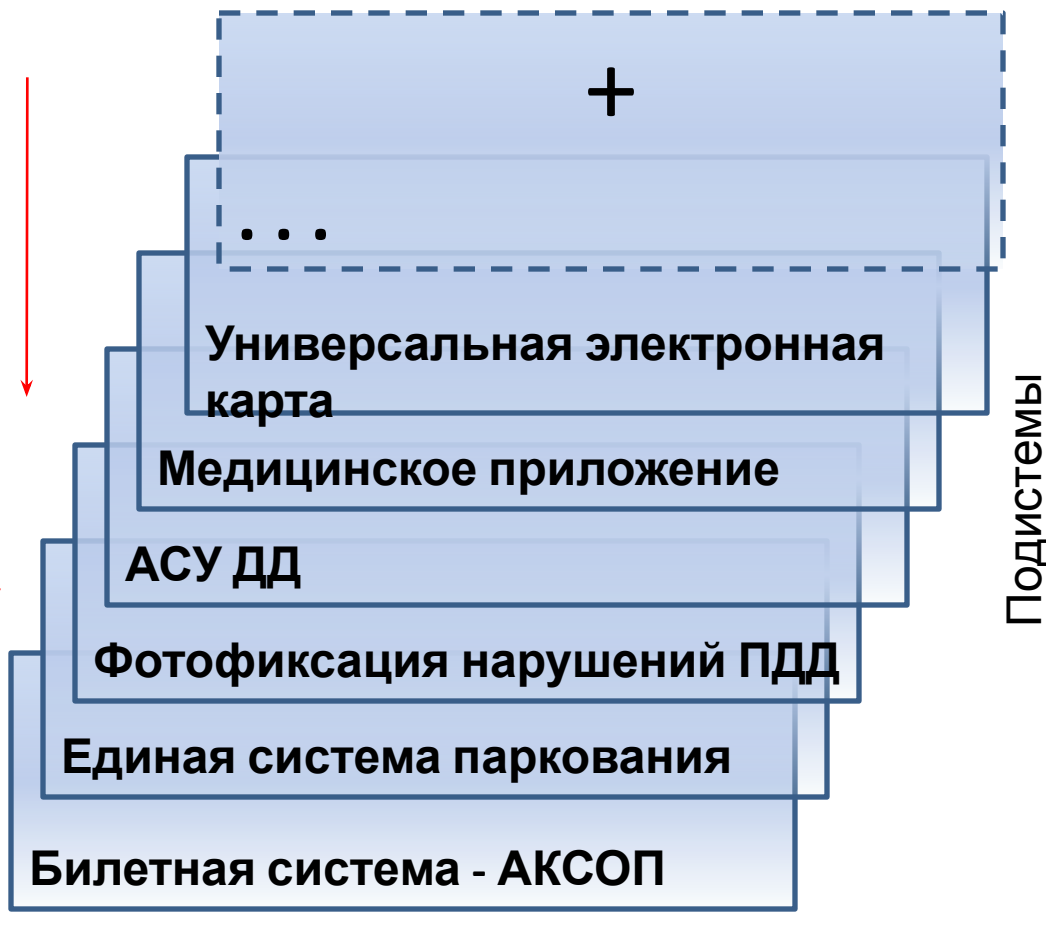 +
. . .
Универсальная электронная
карта
Медицинское приложение
АСУ ДД
Фотофиксация нарушений ПДД
Единая система паркования
Билетная система - АКСОП
Подистемы